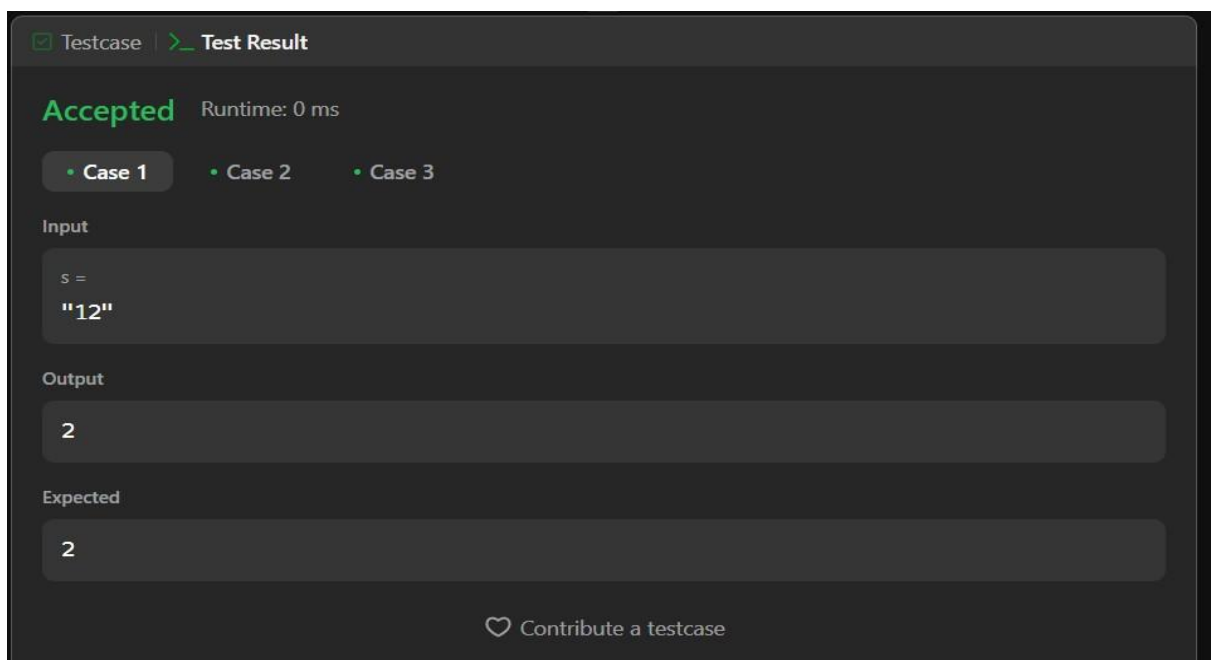 Testcase >_ Test Result
Accepted Runtime: 0 ms
• Case 1 • Case 2 • Case 3
Input
s =
"12"
Output
2
Expected
2
Contribute a testcase